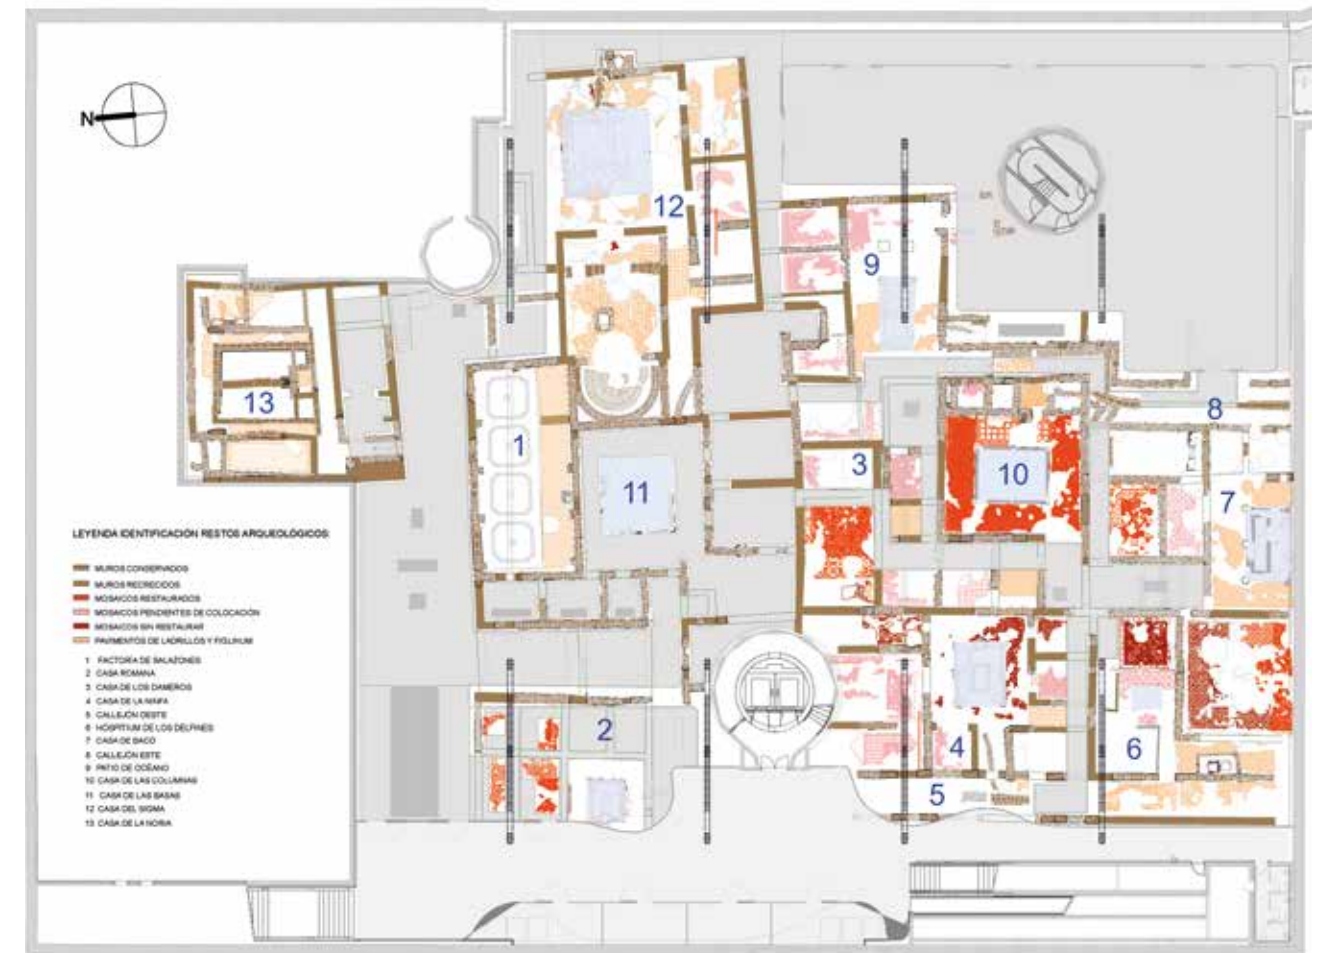 N
12
9
13
8
1
3
10
7
11
LEYENDA IDENTIFICACIÓN RESTOS ARQUEOLÓGICOS:
MUROS CONSERVADOS
MUROS RECRECIDOS
MOSAICOS RESTAURADOS
MOSAICOS PENDIENTES DE COLOCACIÓN
MOSAICOS SIN RESTAURAR
PAVIMENTOS DE LADRILLOS Y FIGLINUM
1 FACTORÍA DE SALAZONES
2 CASA ROMANA
3 CASA DE LOS DAMEROS
4 CASA DE LA NINFA
5 CALLEJÓN OESTE
6 HOSPITIUM DE LOS DELFINES
7 CASA DE BACO
8 CALLEJÓN ESTE
9 PATIO DE OCÉANO
10 CASA DE LAS COLUMNAS
11 CASA DE LAS BASAS
12 CASA DEL SIGMA
13 CASA DE LA NORIA
2
4
6
5